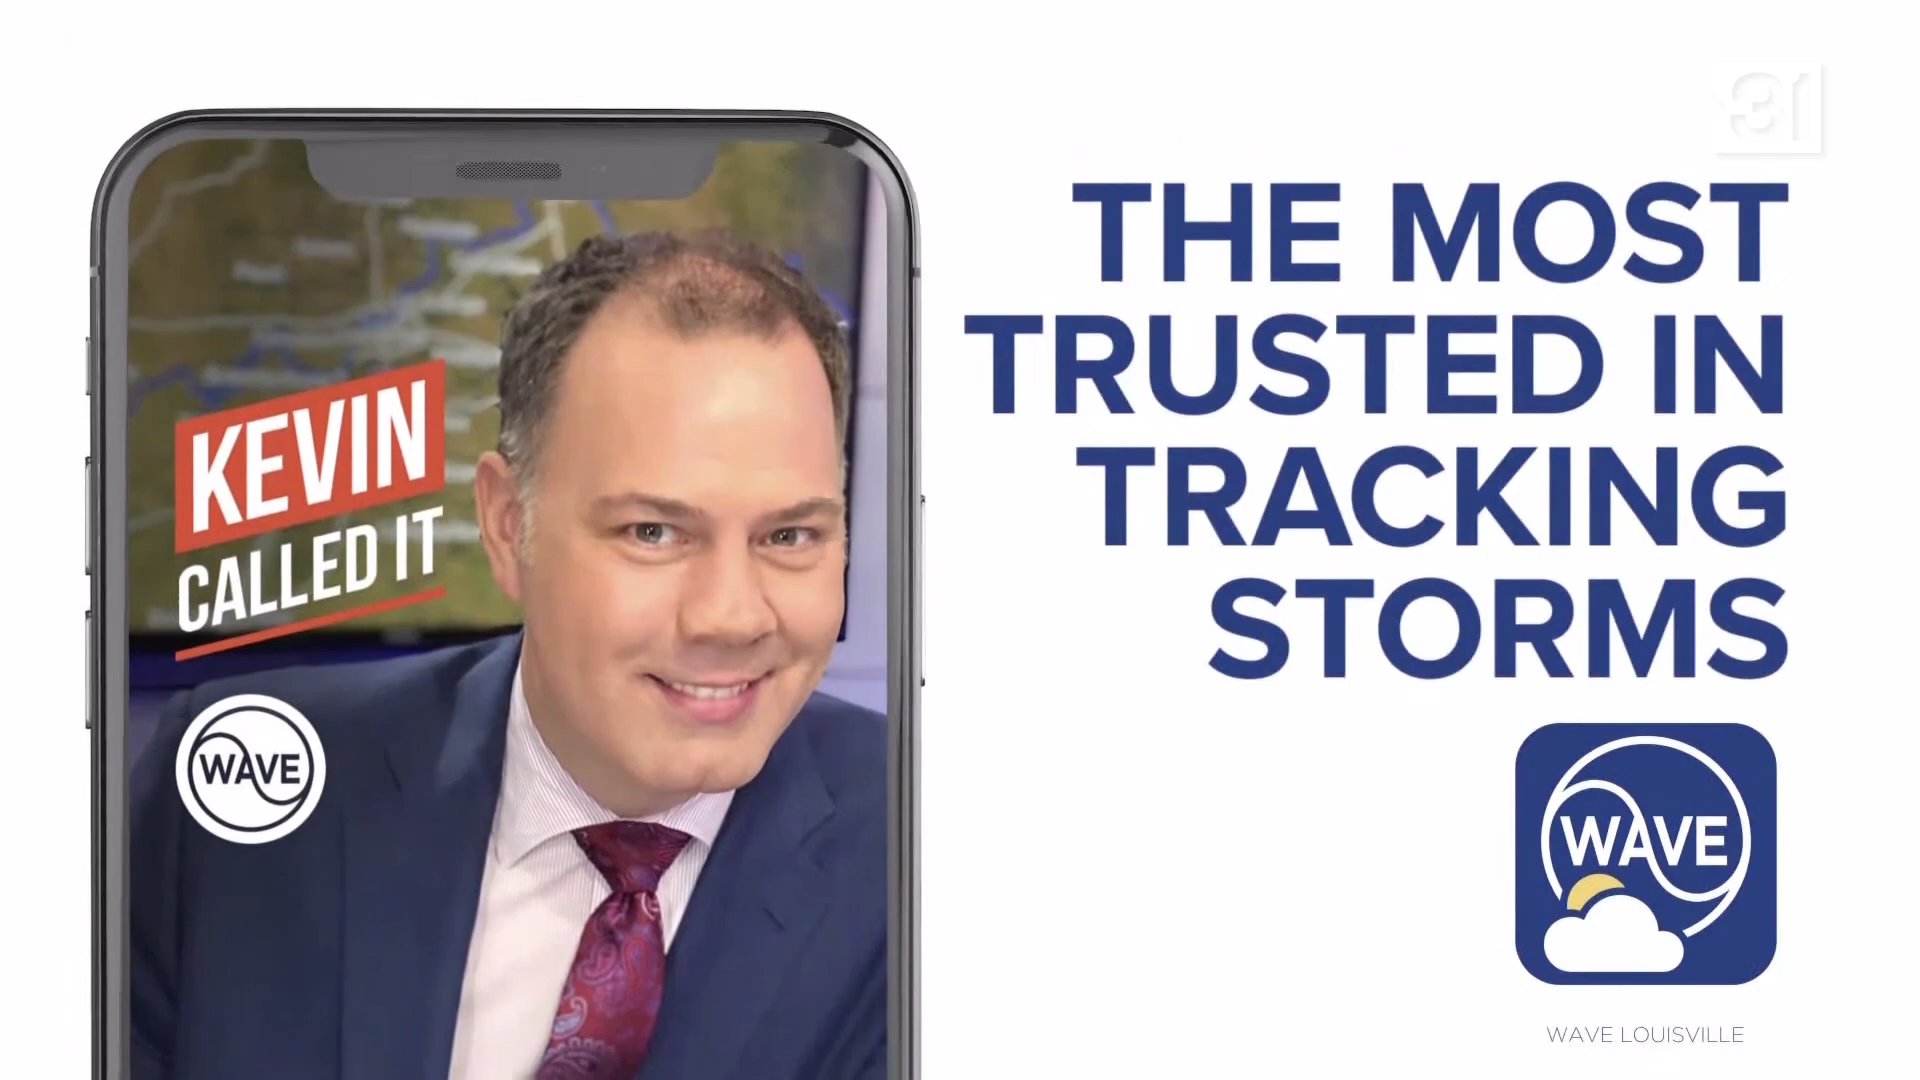 31
THE MOST
TRUSTED IN
TRACKING
STORMS
KEVIN
CALLED IT
WAVE
WAVE
WAVE LOUISVILLE